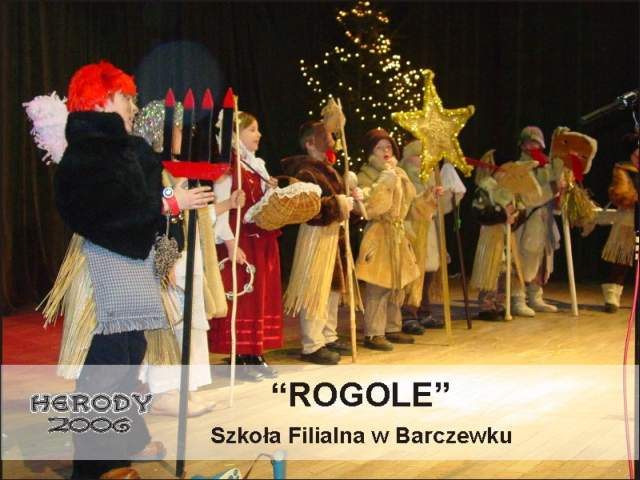 HERODY
2006
“ROGOLE”
Szkoła Filialna w Barczewku